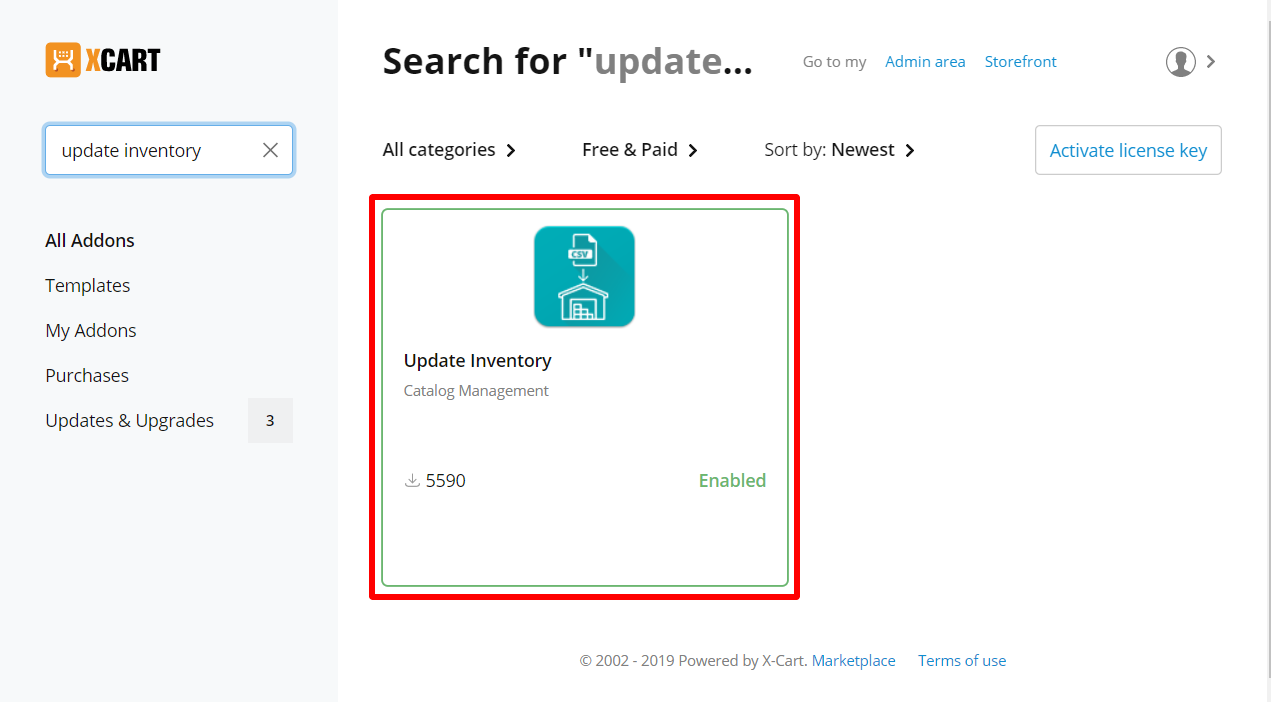 XCART
Search for "update...
Go to my Admin area Storefront
update inventory
All categories Free & Paid Sort by: Newest Activate license key
All Addons
Templates
My Addons
Purchases
Updates & Upgrades 3
CSV
Update Inventory
Catalog Management
5590 Enabled
© 2002 - 2019 Powered by X-Cart. Marketplace Terms of use